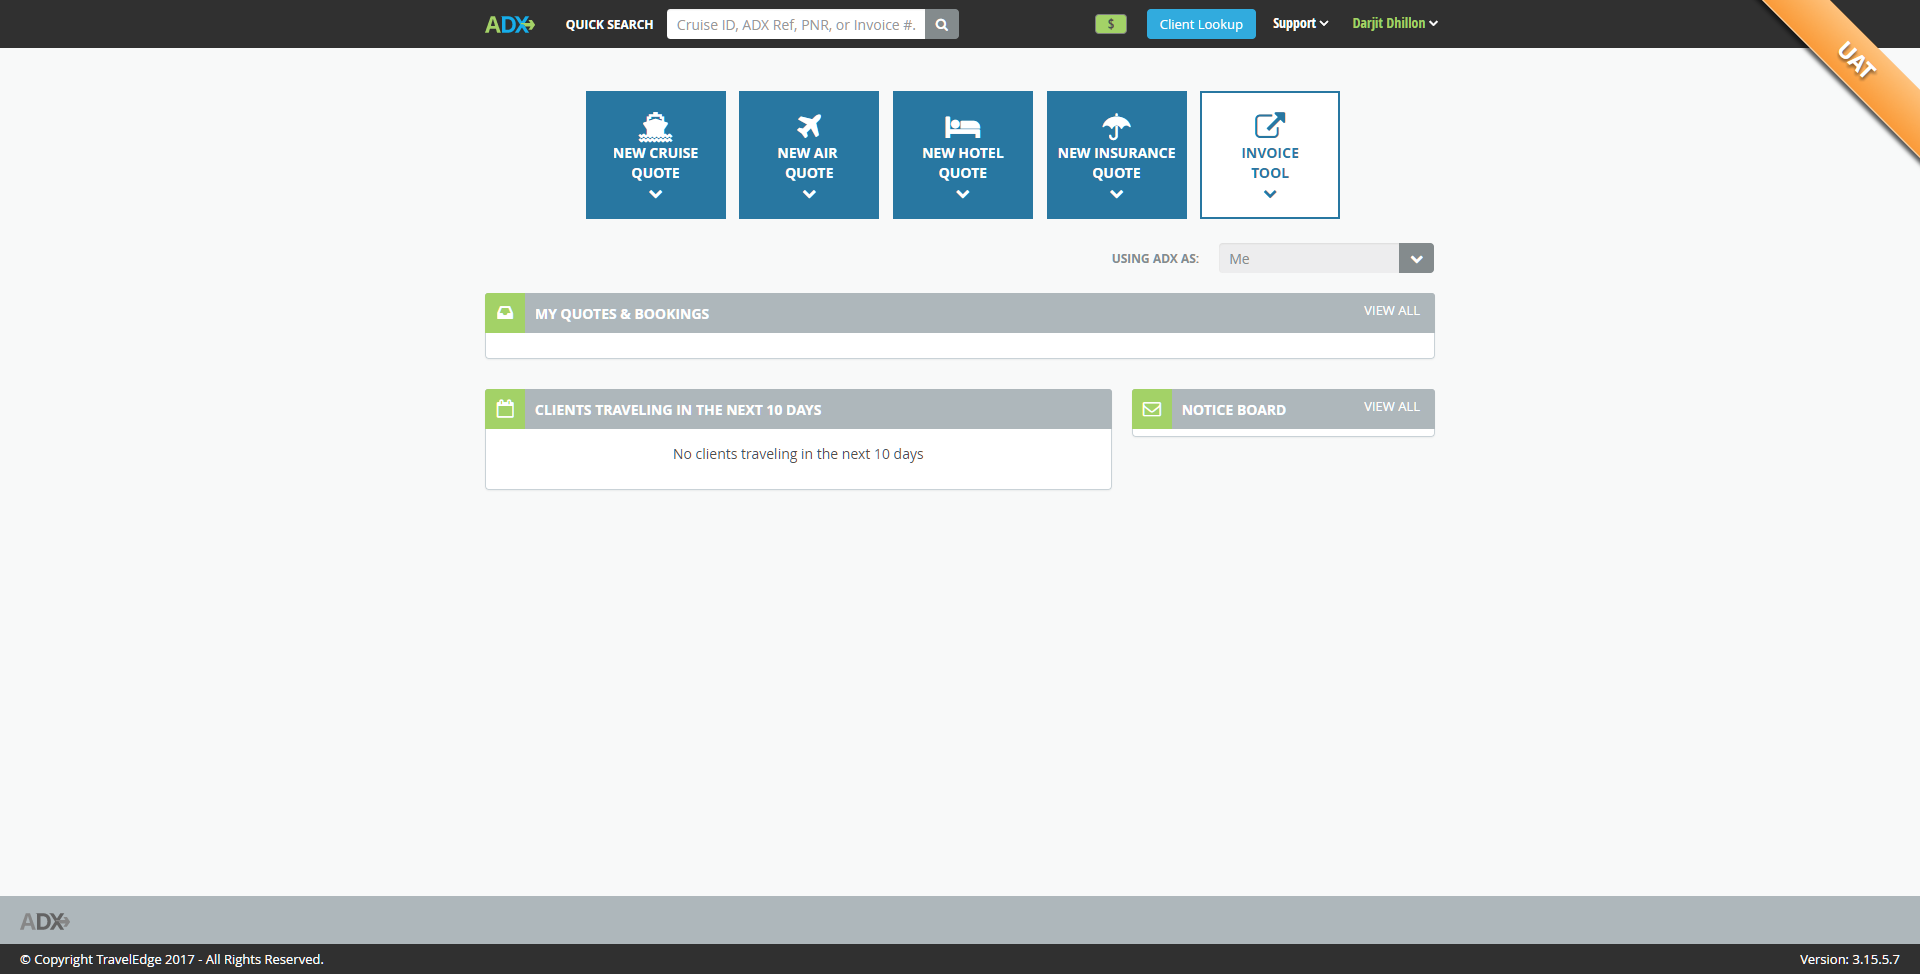 ADX QUICK SEARCH Cruise ID, ADX Ref, PNR, or Invoice #. $ Client Lookup Support Darjit Dhillon
UAT
NEW CRUISE
QUOTE
NEW AIR
QUOTE
NEW HOTEL
QUOTE
NEW INSURANCE
QUOTE
INVOICE
TOOL
USING ADX AS: Me
MY QUOTES & BOOKINGS VIEW ALL
CLIENTS TRAVELING IN THE NEXT 10 DAYS
No clients traveling in the next 10 days
NOTICE BOARD VIEW ALL
ADX
© Copyright TravelEdge 2017 - All Rights Reserved. Version: 3.15.5.7